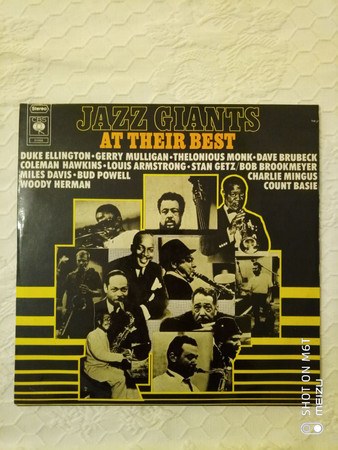 Stereo
CBS
JAZZ GIANTS
AT THEIR BEST
DUKE ELLINGTON • GERRY MULLIGAN • THELONIOUS MONK • DAVE BRUBECK
COLEMAN HAWKINS • LOUIS ARMSTRONG • STAN GETZ/BOB BROOKMEYER
MILES DAVIS • BUD POWELL
CHARLIE MINGUS
WOODY HERMAN
COUNT BASIE
SHOT ON M6T
MEIZU